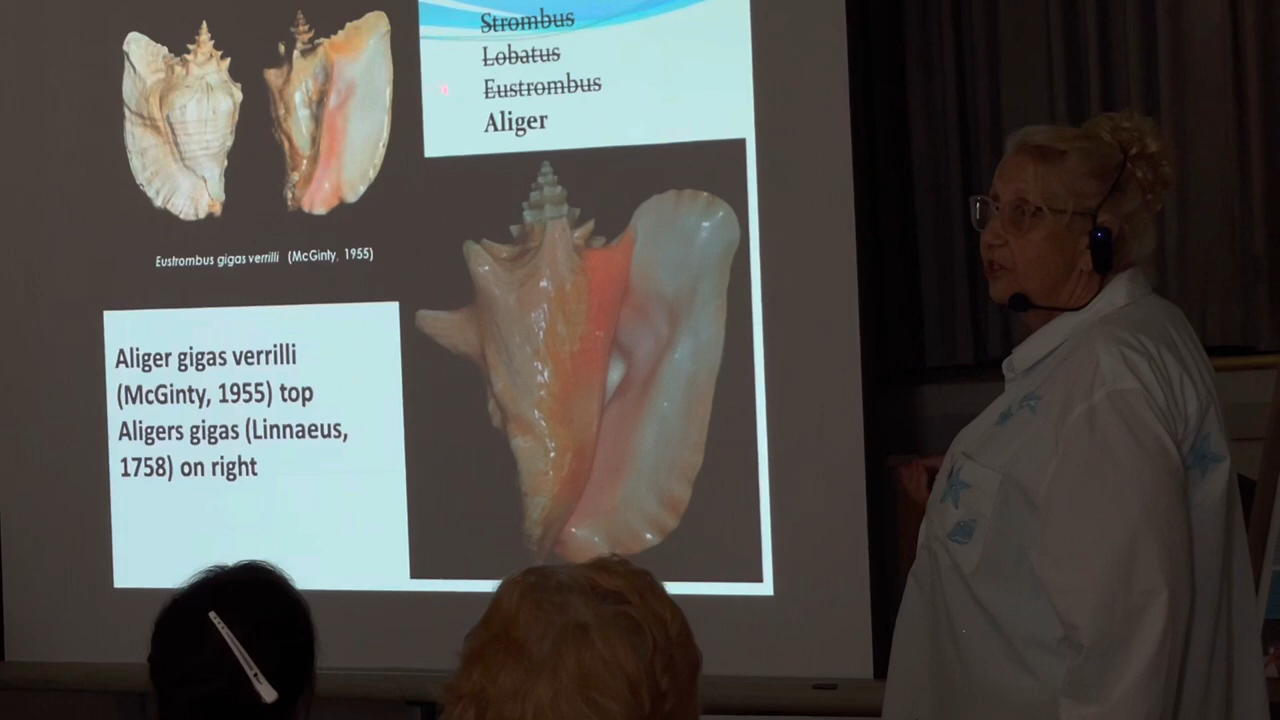 Strombus
Lobatus
Eustrombus
Aliger
Eustrombus gigas verrilli (McGinty, 1955)
Aliger gigas verrilli
(McGinty, 1955) top
Aligers gigas (Linnaeus,
1758) on right